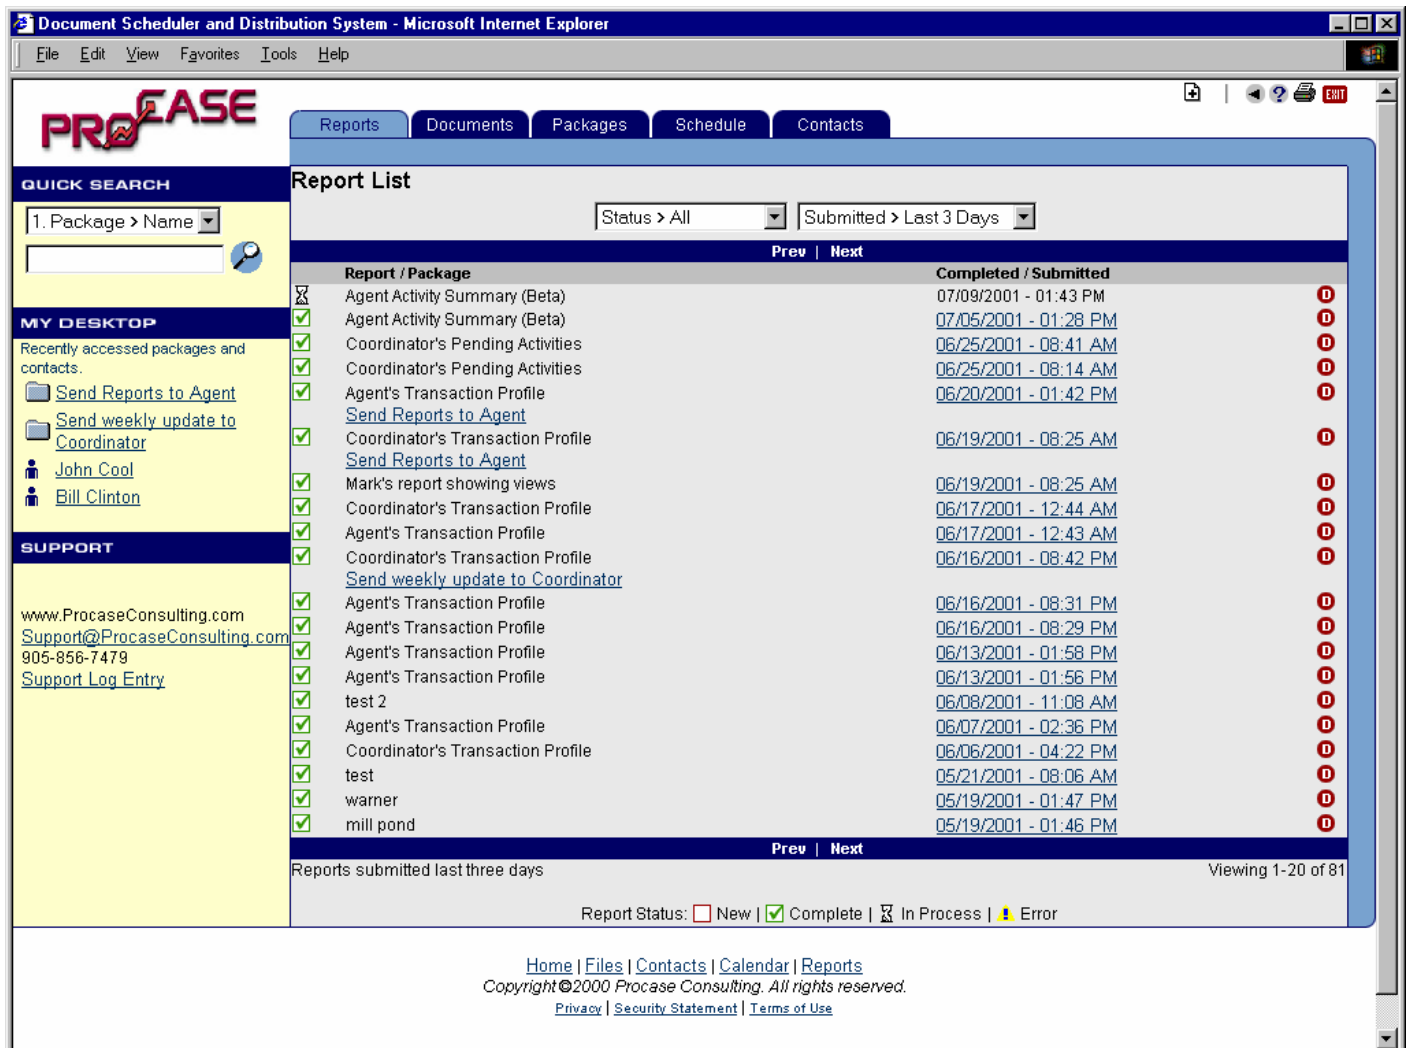 Document Scheduler and Distribution System - Microsoft Internet Explorer
File Edit View Favorites Tools Help
PROCASE
EXIT
Reports Documents Packages Schedule Contacts
QUICK SEARCH
1. Package > Name
MY DESKTOP
Recently accessed packages and
contacts.
Send Reports to Agent
Send weekly update to
Coordinator
John Cool
Bill Clinton
SUPPORT
www.ProcaseConsulting.com
Support@ProcaseConsulting.com
905-856-7479
Support Log Entry
Report List
Status > All Submitted > Last 3 Days
Prev | Next
Report / Package Completed / Submitted
Agent Activity Summary (Beta) 07/09/2001 - 01:43 PM D
Agent Activity Summary (Beta) 07/05/2001 - 01:28 PM D
Coordinator's Pending Activities 06/25/2001 - 08:41 AM D
Coordinator's Pending Activities 06/25/2001 - 08:14 AM D
Agent's Transaction Profile 06/20/2001 - 01:42 PM D
Send Reports to Agent
Coordinator's Transaction Profile 06/19/2001 - 08:25 AM D
Send Reports to Agent
Mark's report showing views 06/19/2001 - 08:25 AM D
Coordinator's Transaction Profile 06/17/2001 - 12:44 AM D
Agent's Transaction Profile 06/17/2001 - 12:43 AM D
Coordinator's Transaction Profile 06/16/2001 - 08:42 PM D
Send weekly update to Coordinator
Agent's Transaction Profile 06/16/2001 - 08:31 PM D
Agent's Transaction Profile 06/16/2001 - 08:29 PM D
Agent's Transaction Profile 06/13/2001 - 01:58 PM D
Agent's Transaction Profile 06/13/2001 - 01:56 PM D
test 2 06/08/2001 - 11:08 AM D
Agent's Transaction Profile 06/07/2001 - 02:36 PM D
Coordinator's Transaction Profile 06/06/2001 - 04:22 PM D
test 05/21/2001 - 08:06 AM D
warner 05/19/2001 - 01:47 PM D
mill pond 05/19/2001 - 01:46 PM D
Prev | Next
Reports submitted last three days Viewing 1-20 of 81
Report Status: New | Complete | In Process | Error
Home | Files | Contacts | Calendar | Reports
Copyright©2000 Procase Consulting. All rights reserved.
Privacy | Security Statement | Terms of Use